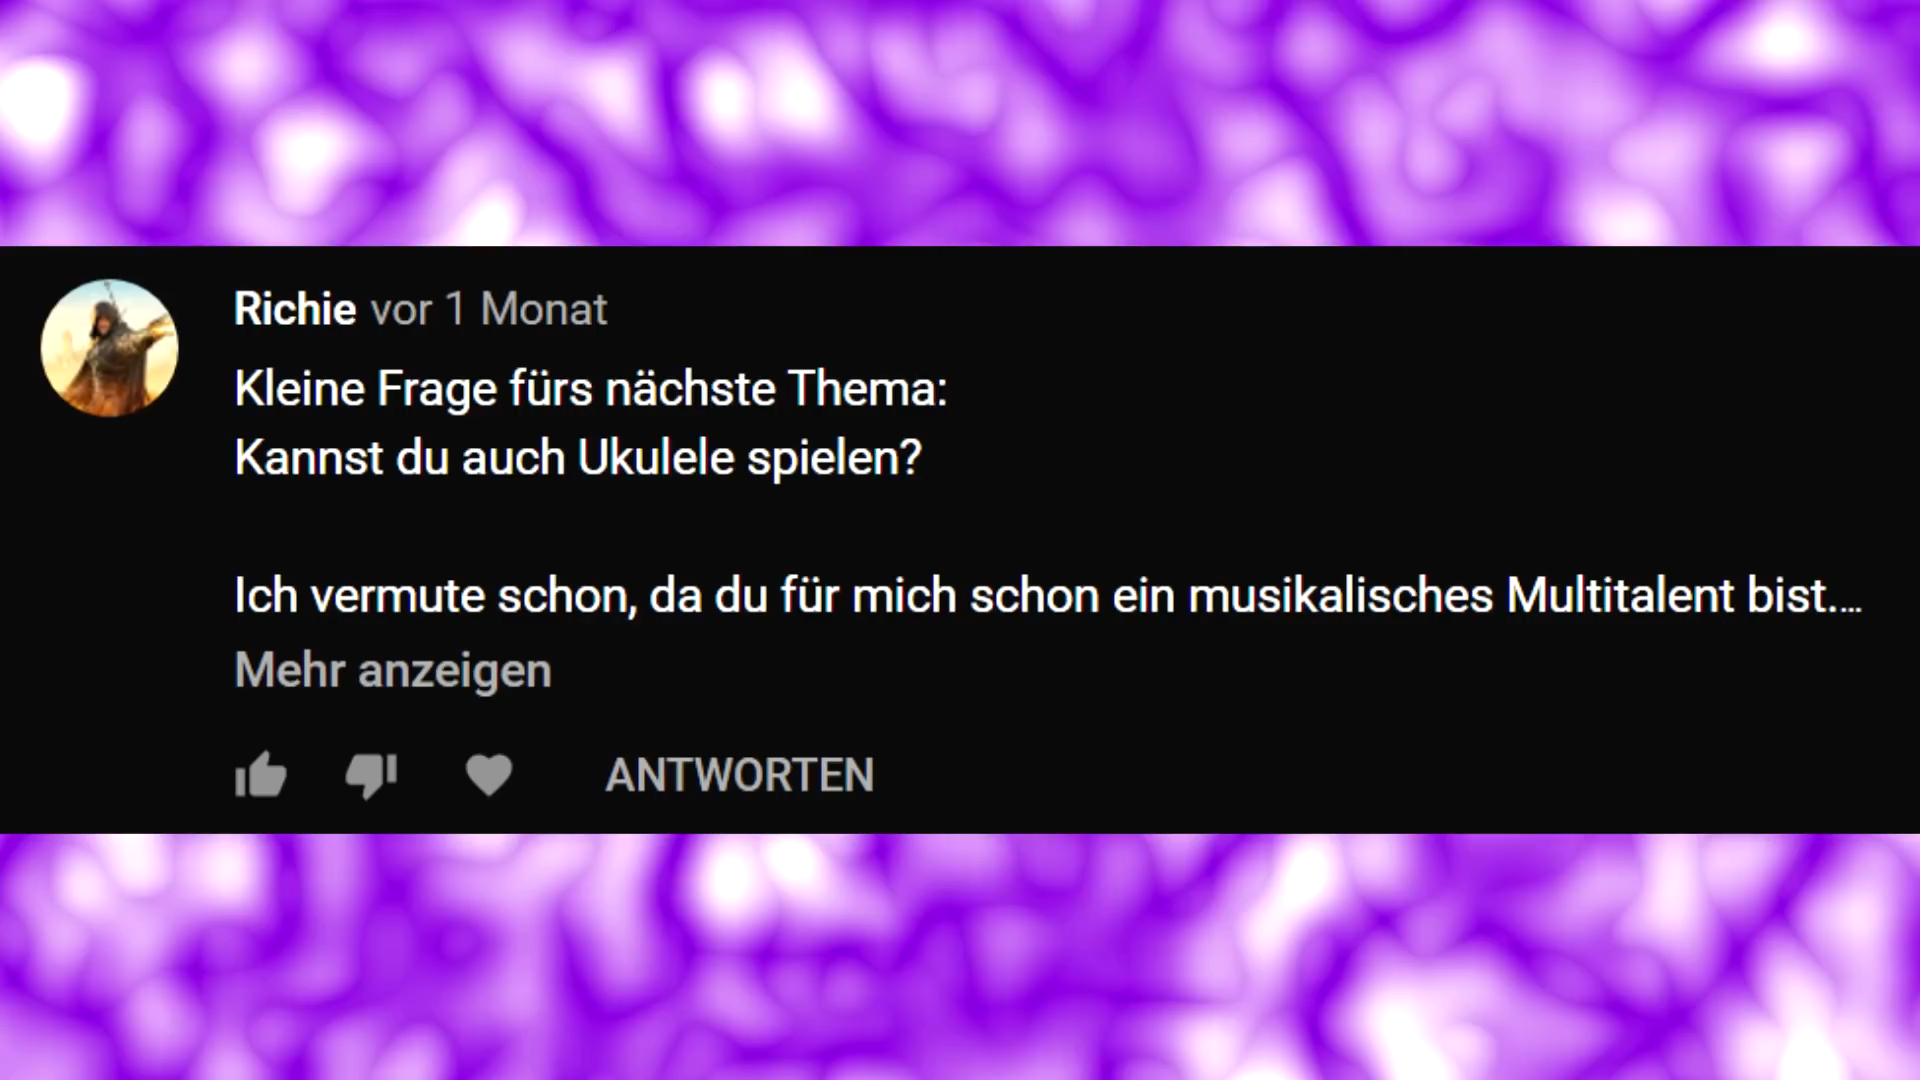 Richie vor 1 Monat
Kleine Frage fürs nächste Thema:
Kannst du auch Ukulele spielen?
Ich vermute schon, da du für mich schon ein musikalisches Multitalent bist....
Mehr anzeigen
ANTWORTEN